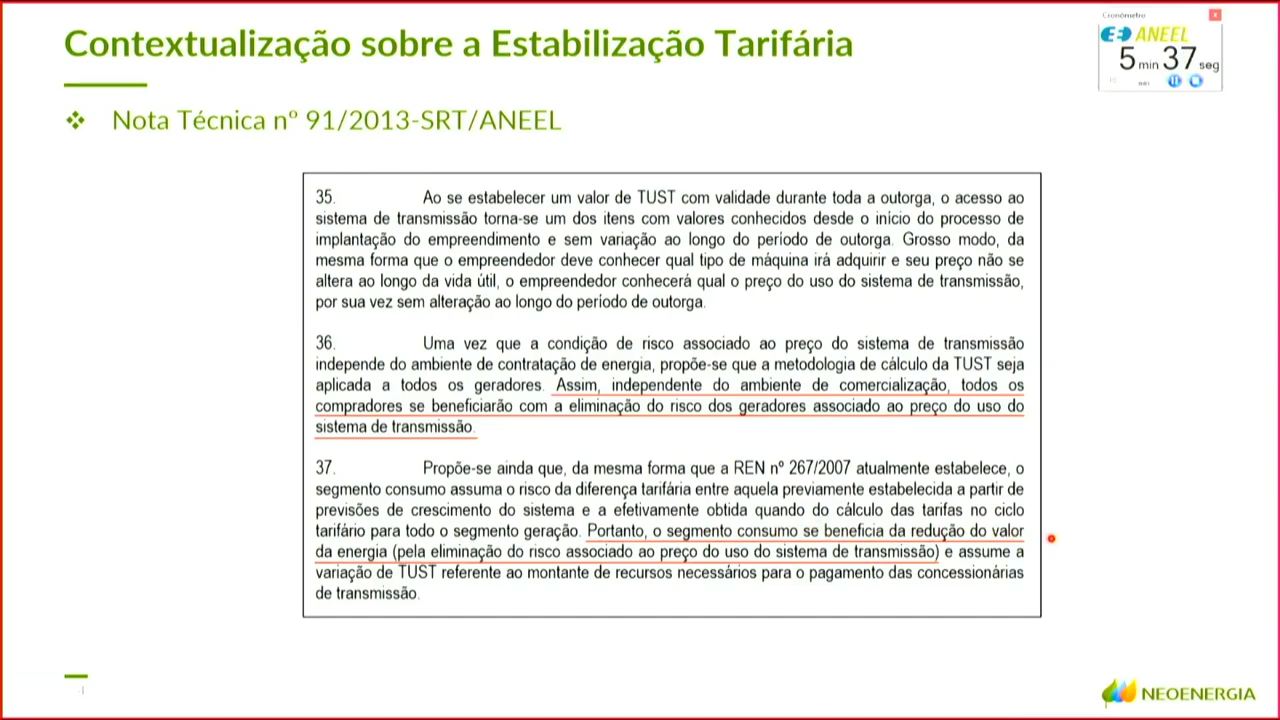 Contextualização sobre a Estabilização Tarifária
Cronômetro
x
ANEEL
5 min 37 seg
Nota Técnica nº 91/2013-SRT/ANEEL
35. Ao se estabelecer um valor de TUST com validade durante toda a outorga, o acesso ao
sistema de transmissão torna-se um dos itens com valores conhecidos desde o início do processo de
implantação do empreendimento e sem variação ao longo do período de outorga. Grosso modo, da
mesma forma que o empreendedor deve conhecer qual tipo de máquina irá adquirir e seu preço não se
altera ao longo da vida útil, o empreendedor conhecerá qual o preço do uso do sistema de transmissão,
por sua vez sem alteração ao longo do período de outorga.
36. Uma vez que a condição de risco associado ao preço do sistema de transmissão
independe do ambiente de contratação de energia, propõe-se que a metodologia de cálculo da TUST seja
aplicada a todos os geradores. Assim, independente do ambiente de comercialização, todos os
compradores se beneficiarão com a eliminação do risco dos geradores associado ao preço do uso do
sistema de transmissão.
37. Propõe-se ainda que, da mesma forma que a REN nº 267/2007 atualmente estabelece, o
segmento consumo assuma o risco da diferença tarifária entre aquela previamente estabelecida a partir de
previsões de crescimento do sistema e a efetivamente obtida quando do cálculo das tarifas no ciclo
tarifário para todo o segmento geração. Portanto, o segmento consumo se beneficia da redução do valor
da energia (pela eliminação do risco associado ao preço do uso do sistema de transmissão) e assume a
variação de TUST referente ao montante de recursos necessários para o pagamento das concessionárias
de transmissão.
NEOENERGIA